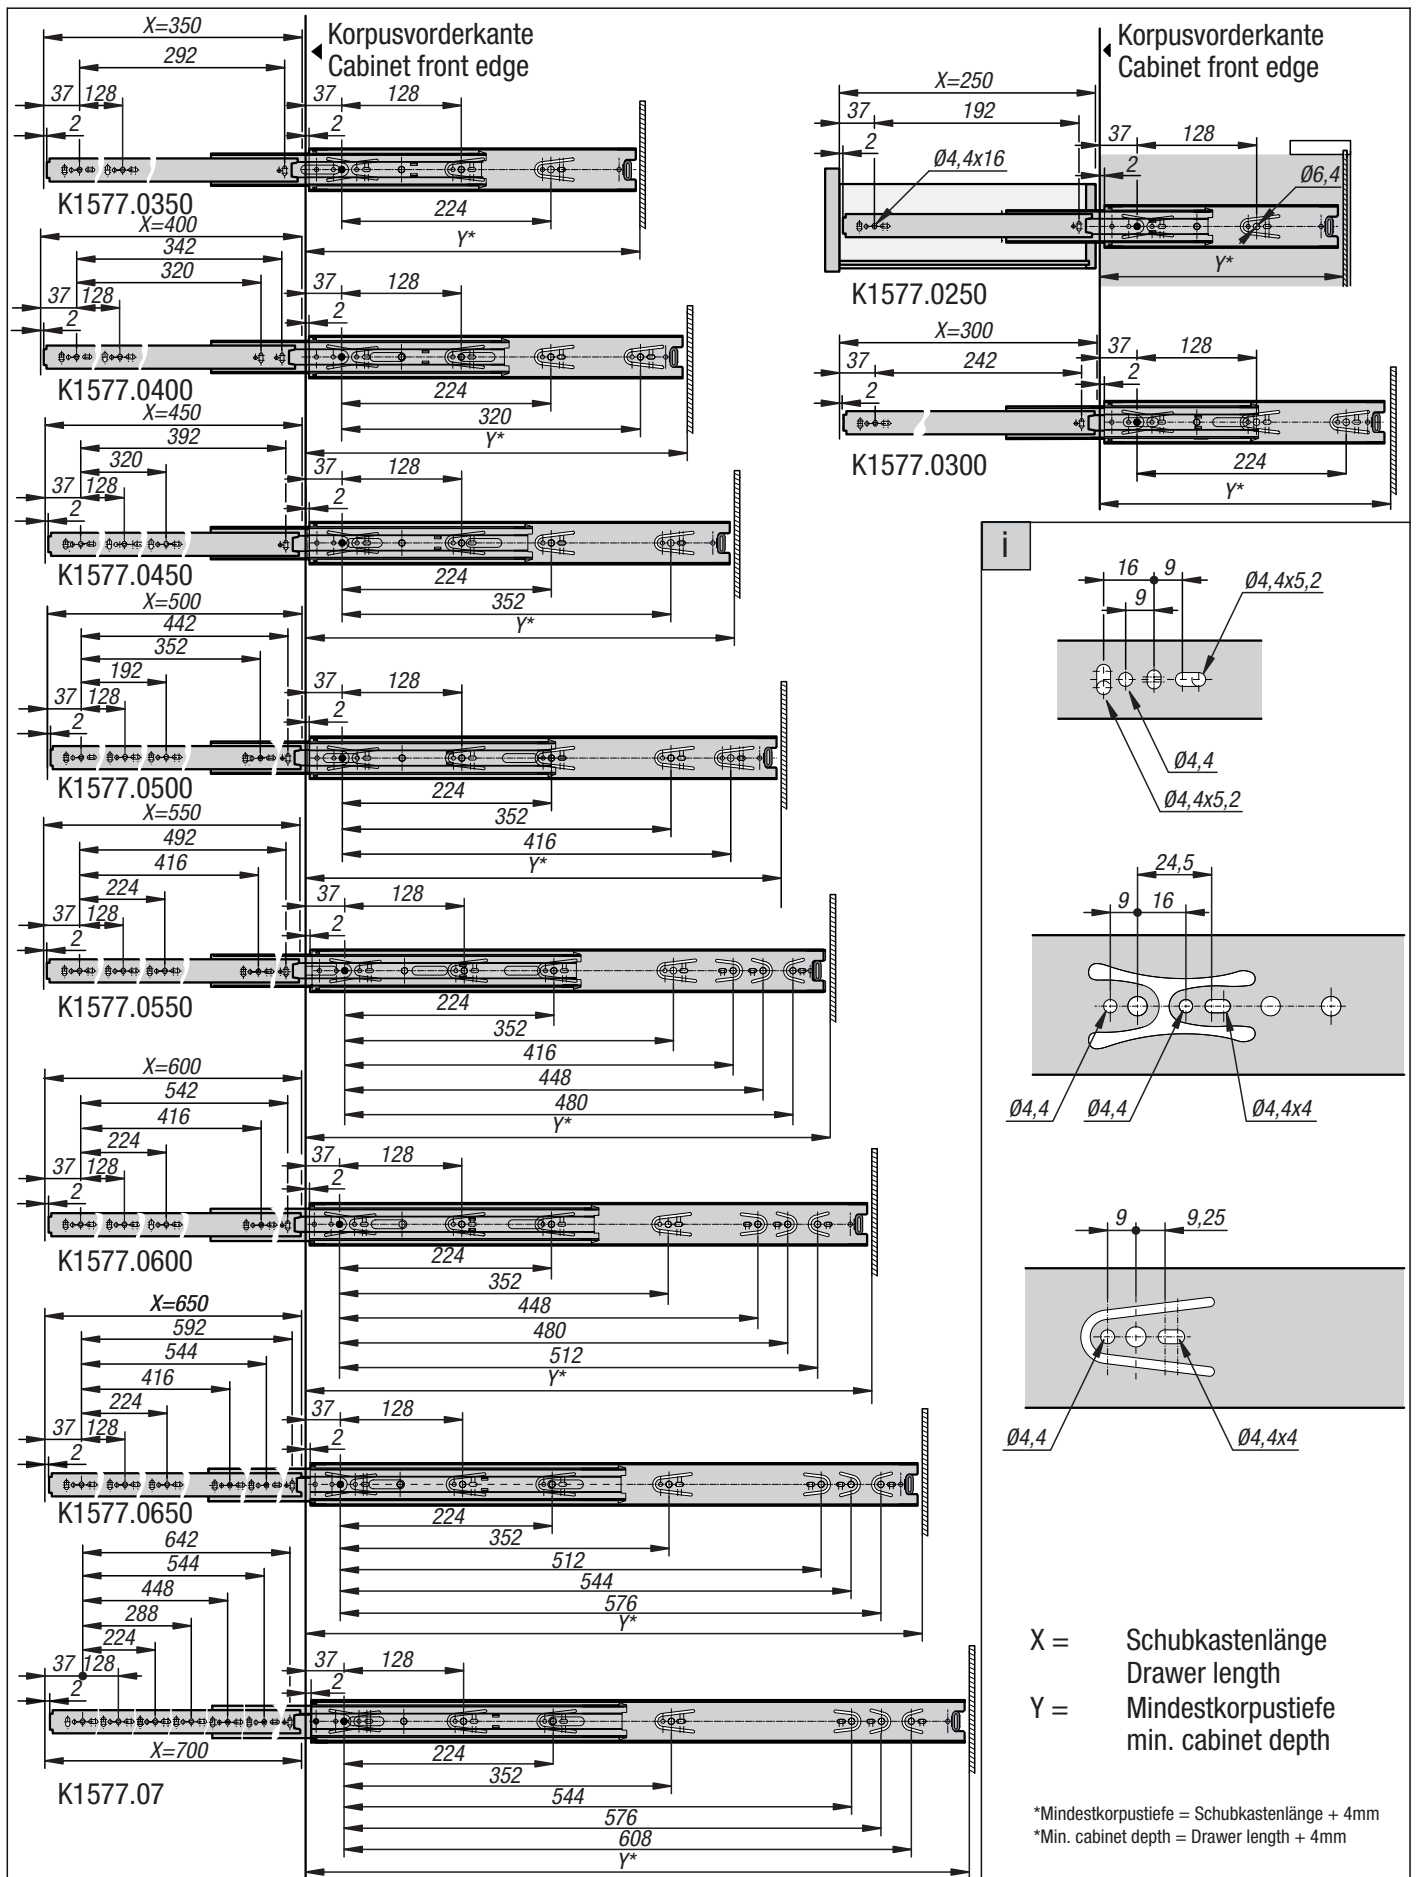 X=350
292
37 128
2
Korpusvorderkante
Cabinet front edge
37 128
2
224
Y*
K1577.0350
X=400
342
320
37 128
2
37 128
2
224
320
Y*
K1577.0400
X=450
392
320
37 128
2
37 128
2
224
352
Y*
K1577.0450
X=500
442
352
192
37 128
2
37 128
2
224
352
416
Y*
K1577.0500
X=550
492
416
224
37 128
2
37 128
2
224
352
416
448
480
Y*
K1577.0550
X=600
542
416
224
37 128
2
37 128
2
224
352
448
480
512
Y*
K1577.0600
X=650
592
544
416
224
37 128
2
37 128
2
224
352
512
544
576
Y*
K1577.0650
642
544
448
288
224
37 128
2
X=700
37 128
2
224
352
544
576
608
Y*
K1577.07
Korpusvorderkante
Cabinet front edge
X=250
37 192
2
Ø4,4x16
37 128
2
Ø6,4
Y*
K1577.0250
X=300
37 242
2
37 128
2
224
Y*
K1577.0300
i
16 9
9
Ø4,4x5,2
Ø4,4
Ø4,4x5,2
24,5
9 16
Ø4,4 Ø4,4 Ø4,4x4
9 9,25
Ø4,4 Ø4,4x4
X = Schubkastenlänge
Drawer length
Y = Mindestkorpustiefe
min. cabinet depth
*Mindestkorpustiefe = Schubkastenlänge + 4mm
*Min. cabinet depth = Drawer length + 4mm